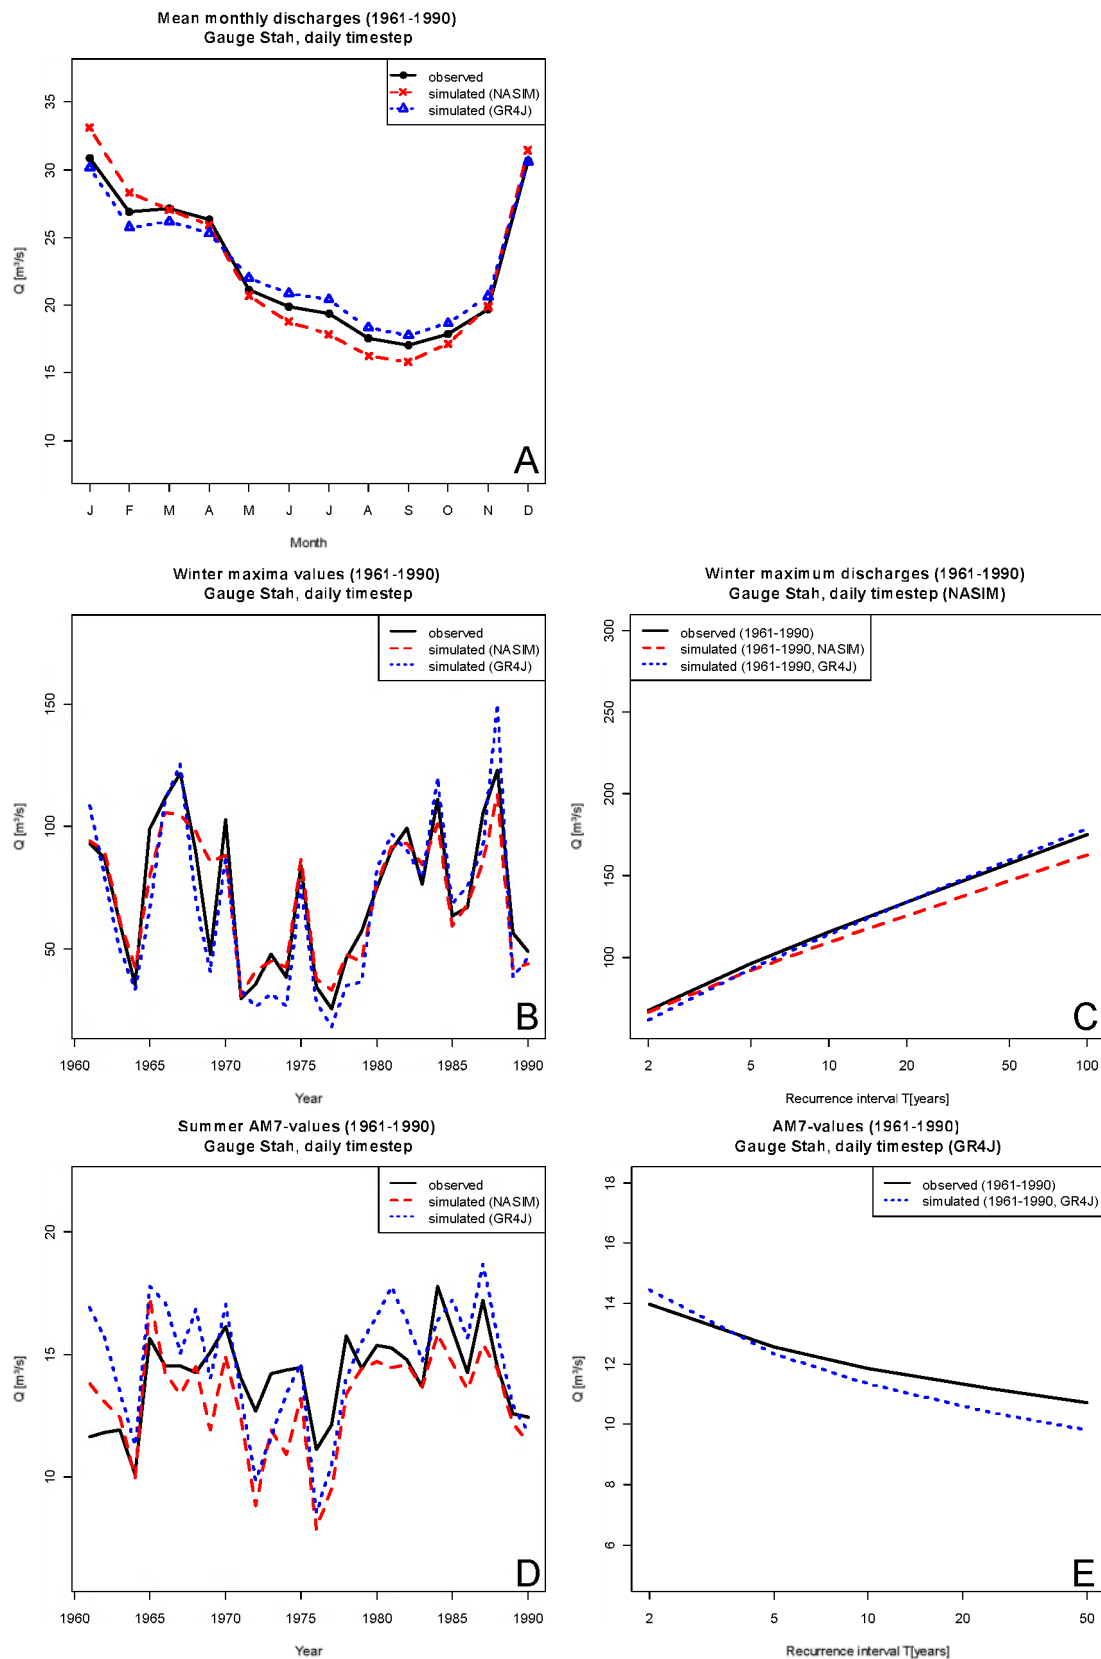 Mean monthly discharges (1961-1990)
Gauge Stah, daily timestep
observed
simulated (NASIM)
simulated (GR4J)
Q [m³/s]
35
30
25
20
15
10
A
J F M A M J J A S O N D
Month
Winter maxima values (1961-1990)
Gauge Stah, daily timestep
observed
simulated (NASIM)
simulated (GR4J)
Q [m³/s]
150
100
50
B
1960 1965 1970 1975 1980 1985 1990
Year
Winter maximum discharges (1961-1990)
Gauge Stah, daily timestep (NASIM)
observed (1961-1990)
simulated (1961-1990, NASIM)
simulated (1961-1990, GR4J)
Q [m³/s]
300
250
200
150
100
C
2 5 10 20 50 100
Recurrence interval T[years]
Summer AM7-values (1961-1990)
Gauge Stah, daily timestep
observed
simulated (NASIM)
simulated (GR4J)
Q [m³/s]
20
15
10
D
1960 1965 1970 1975 1980 1985 1990
Year
AM7-values (1961-1990)
Gauge Stah, daily timestep (GR4J)
observed (1961-1990)
simulated (1961-1990, GR4J)
Q [m³/s]
18
16
14
12
10
8
6
E
2 5 10 20 50
Recurrence interval T[years]